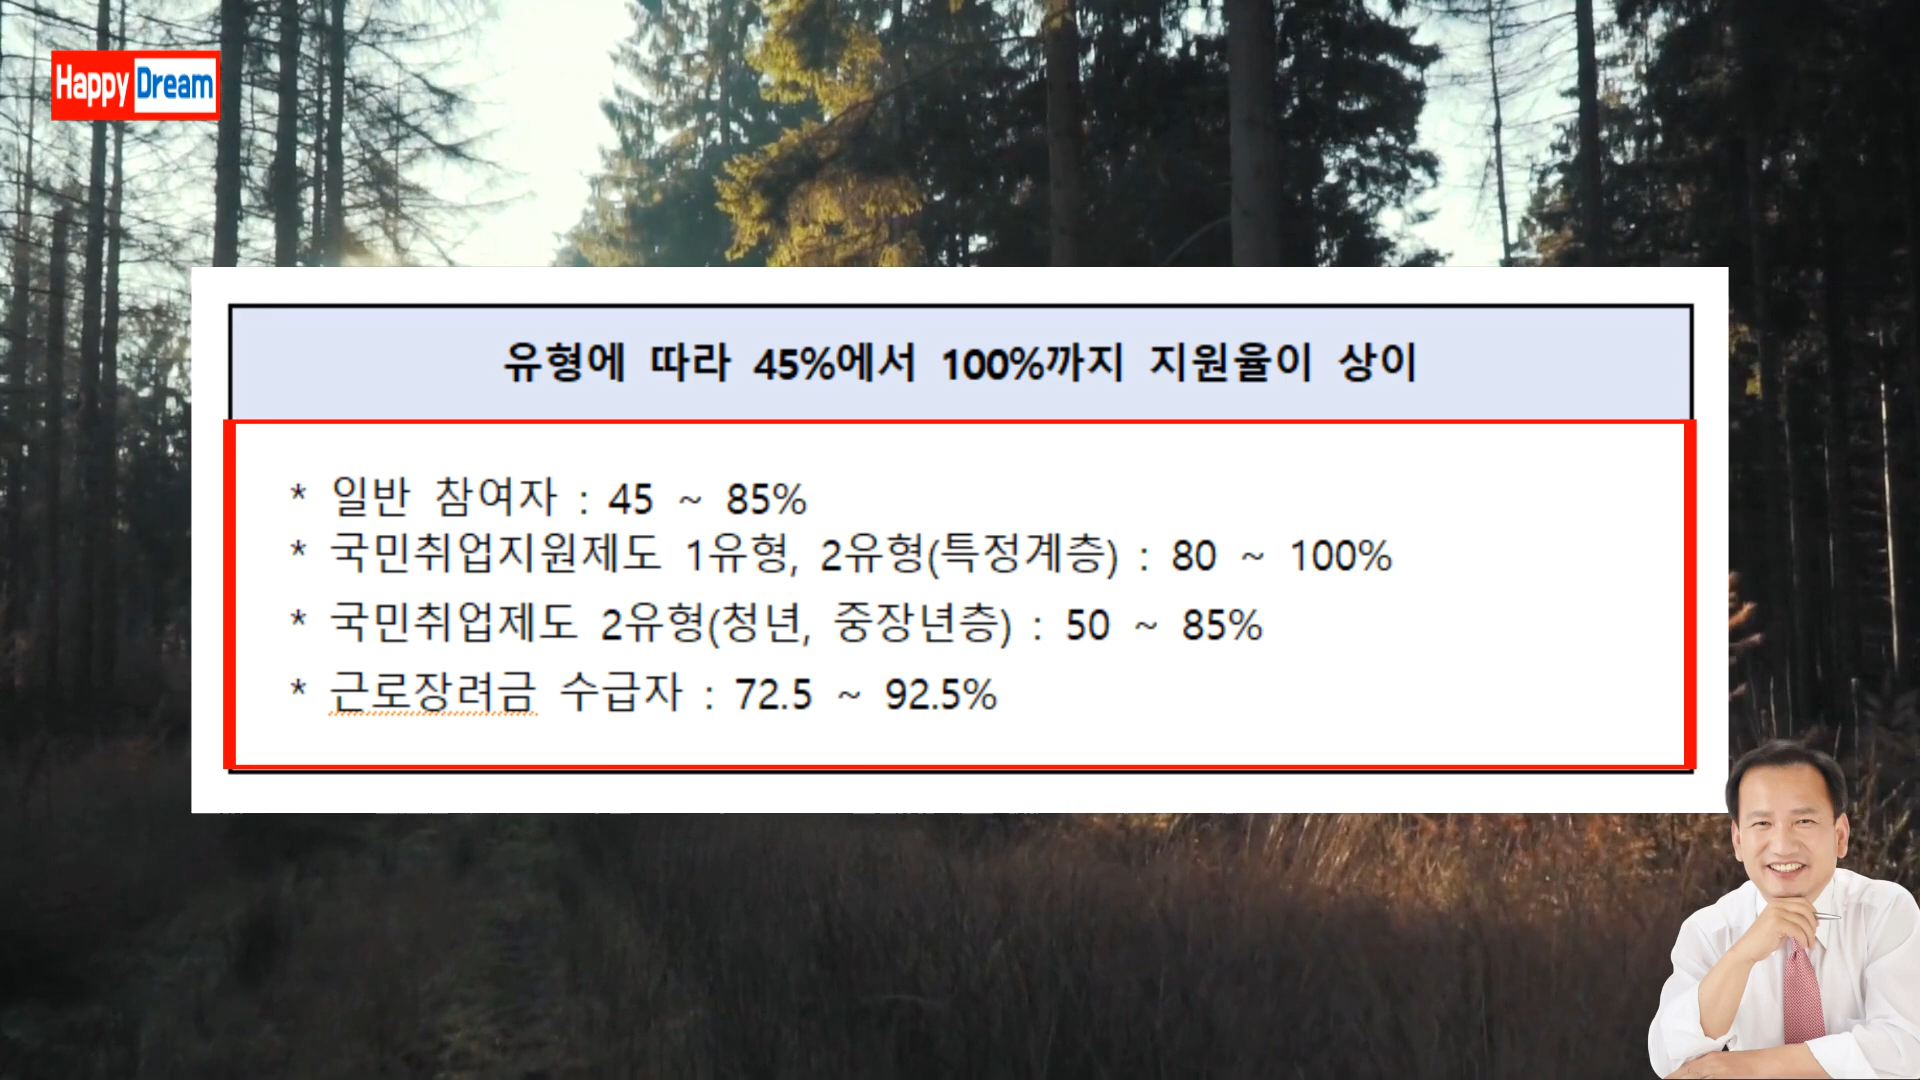 Happy Dream
유형에 따라 45%에서 100%까지 지원율이 상이
* 일반 참여자 : 45 ~ 85%
* 국민취업지원제도 1유형, 2유형(특정계층) : 80 ~ 100%
* 국민취업제도 2유형(청년, 중장년층) : 50 ~ 85%
* 근로장려금 수급자 : 72.5 ~ 92.5%